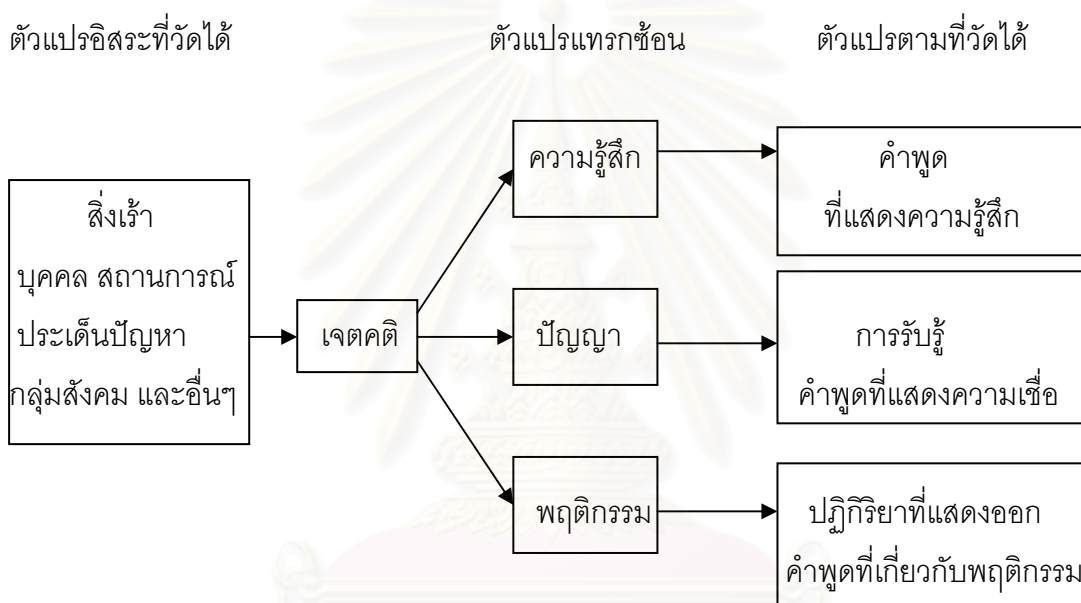 ตัวแปรอิสระที่วัดได้
ตัวแปรแทรกซ้อน
ตัวแปรตามที่วัดได้
สิ่งเร้า
บุคคล สถานการณ์
ประเด็นปัญหา
กลุ่มสังคม และอื่นๆ
เจตคติ
ความรู้สึก
คำพูด
ที่แสดงความรู้สึก
ปัญญา
การรับรู้
คำพูดที่แสดงความเชื่อ
พฤติกรรม
ปฏิกิริยาที่แสดงออก
คำพูดที่เกี่ยวกับพฤติกรรม